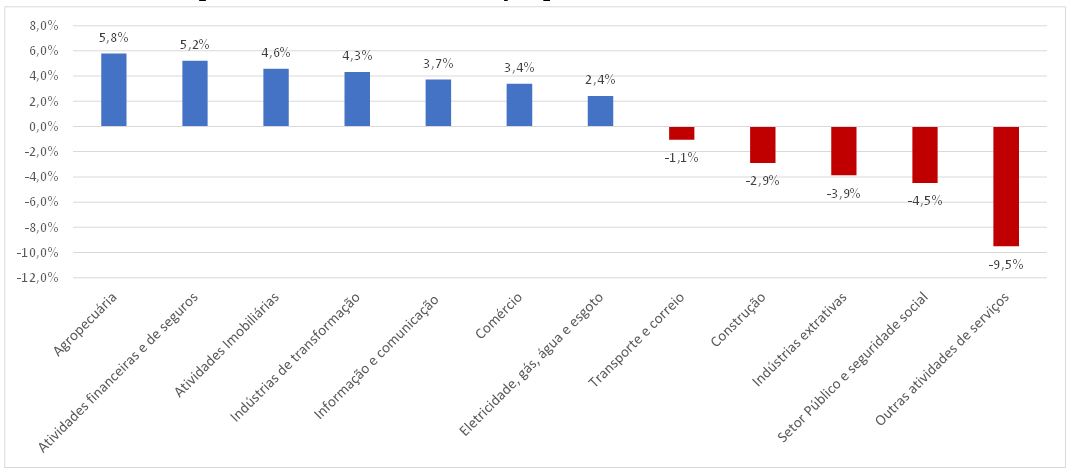 8,0%
6,0%
4,0%
2,0%
0,0%
-2,0%
-4,0%
-6,0%
-8,0%
-10,0%
-12,0%
5,8%
5,2%
4,6%
4,3%
3,7%
3,4%
2,4%
-1,1%
-2,9%
-3,9%
-4,5%
-9,5%
Agropecuária
Atividades financeiras e de seguros
Atividades Imobiliárias
Indústrias de transformação
Informação e comunicação
Comércio
Eletricidade, gás, água e esgoto
Transporte e correio
Construção
Indústrias extrativas
Setor Público e seguridade social
Outras atividades de serviços